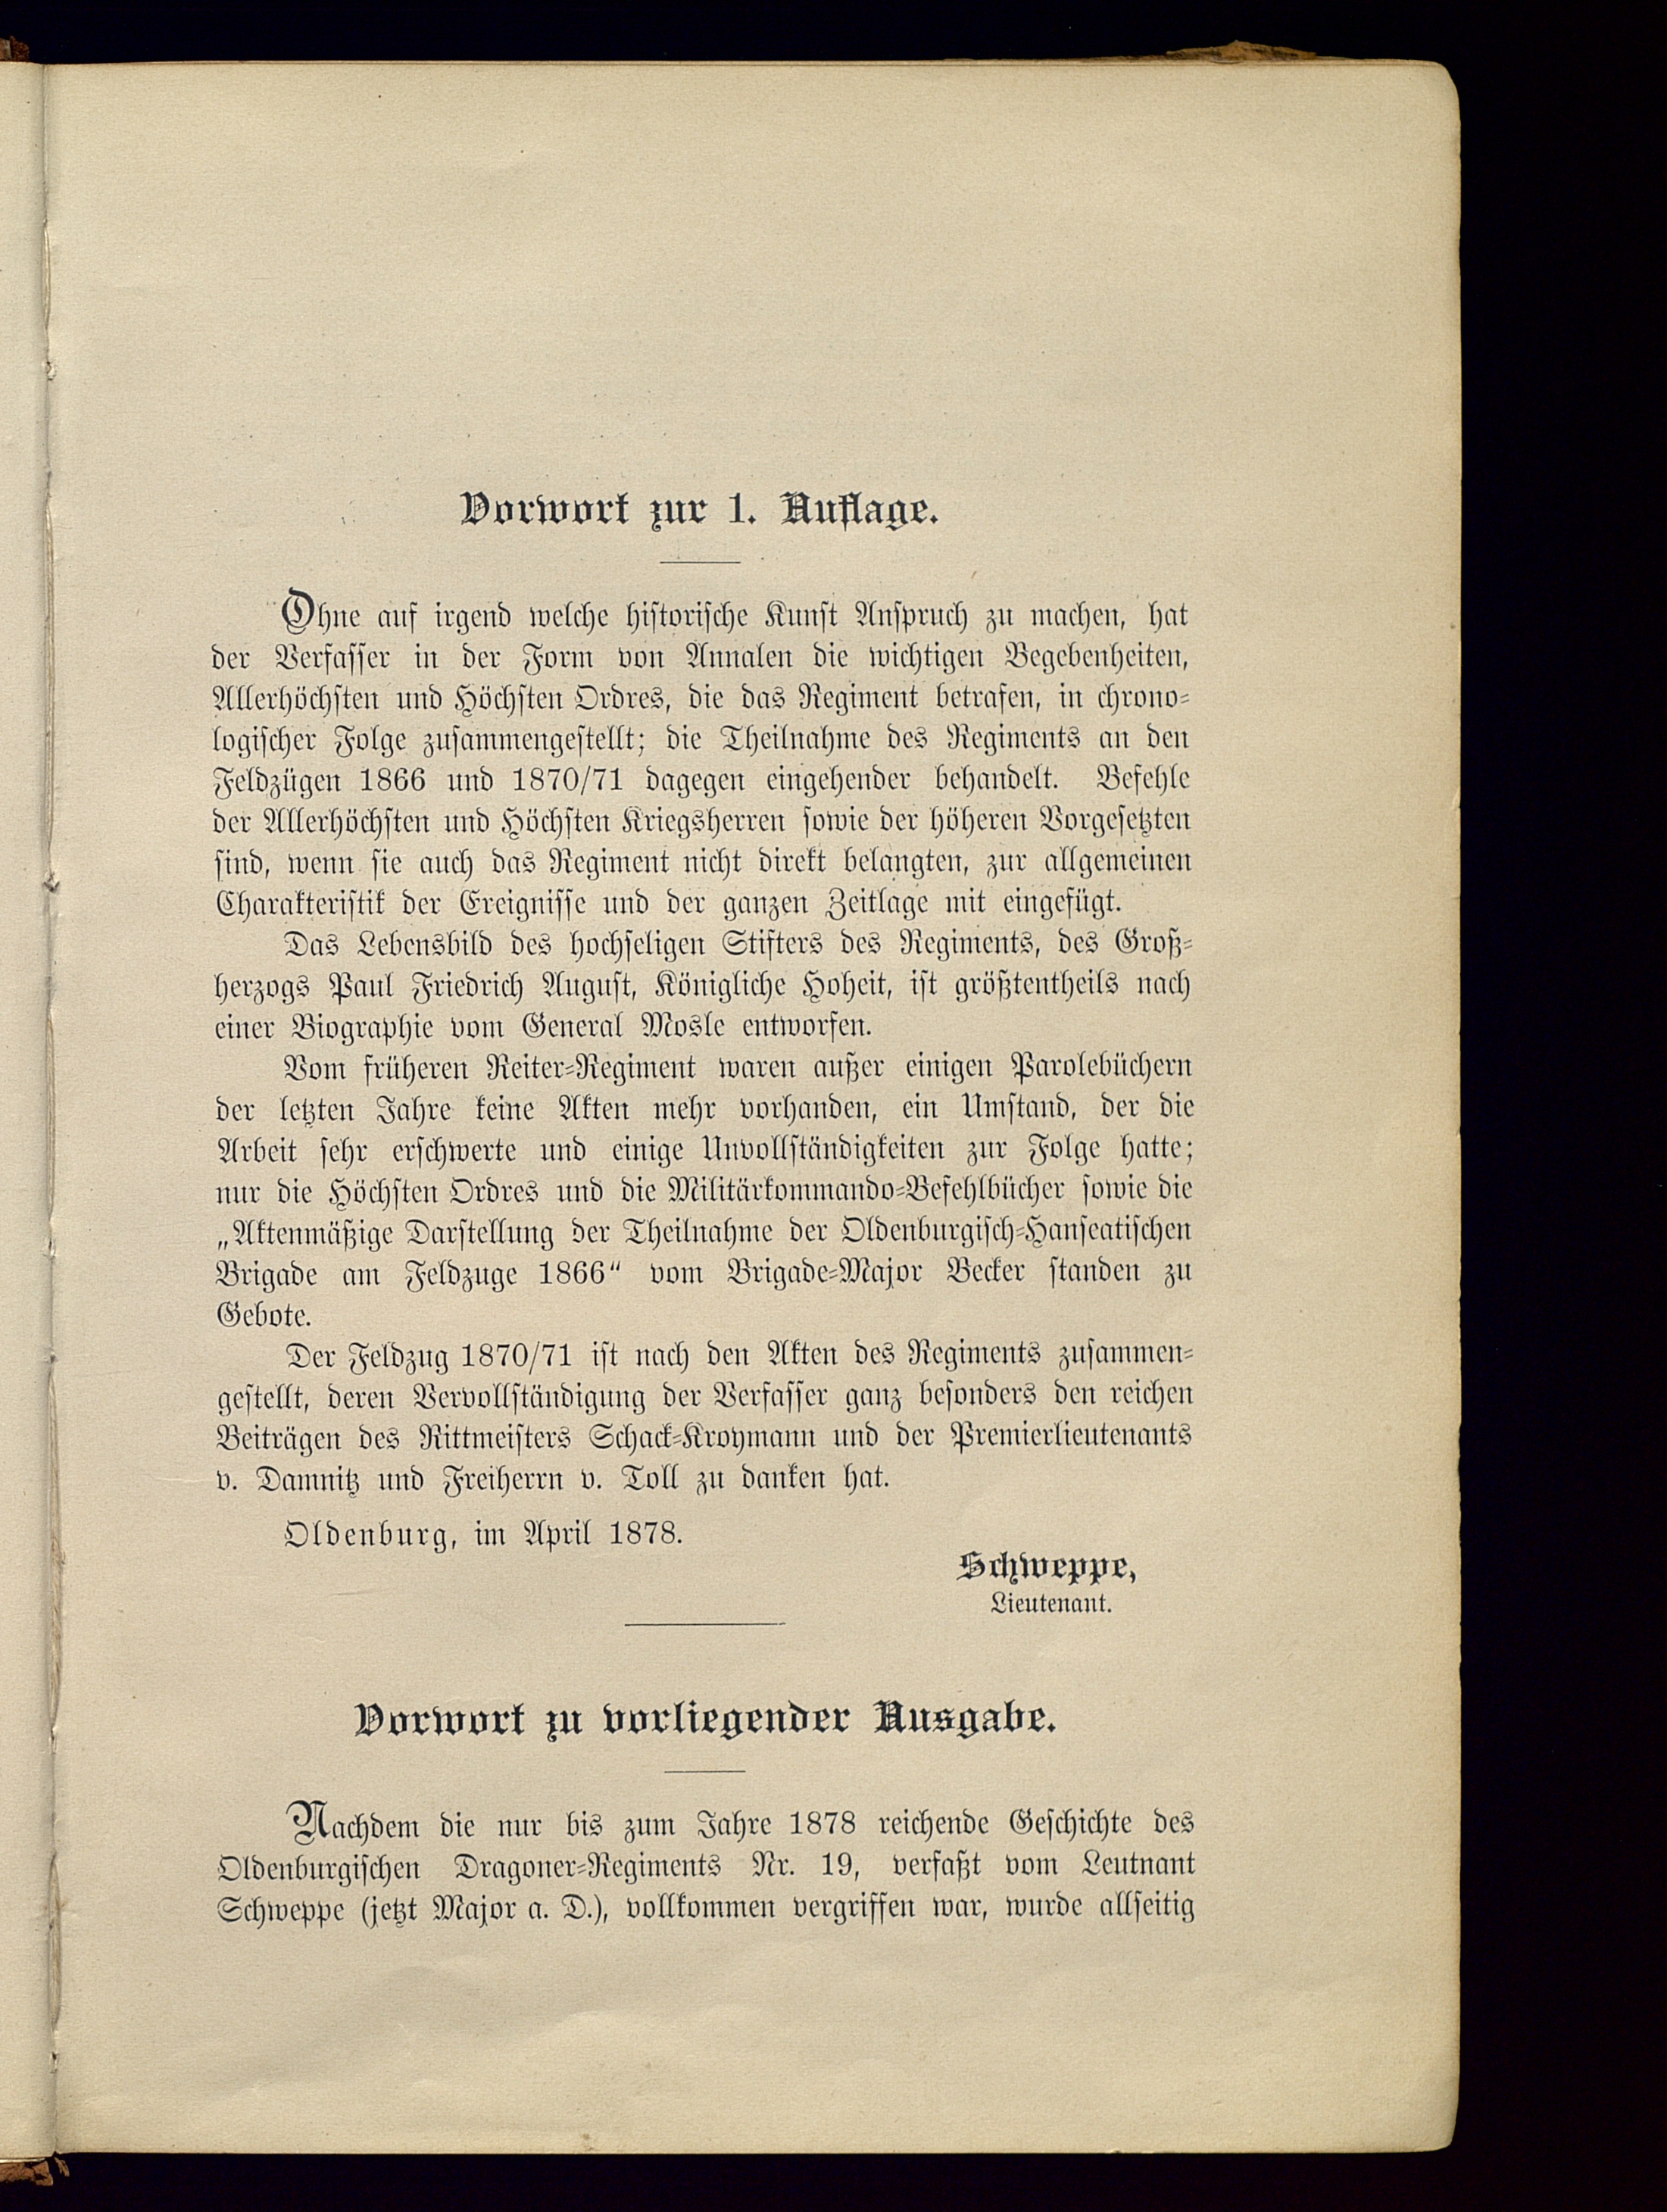 Vorwort zur 1. Auflage.
Ohne auf irgend welche historische Kunst Anspruch zu machen, hat
der Verfasser in der Form von Annalen die wichtigen Begebenheiten,
Allerhöchsten und Höchsten Ordres, die das Regiment betrafen, in chrono-
logischer Folge zusammengestellt; die Theilnahme des Regiments an den
Feldzügen 1866 und 1870/71 dagegen eingehender behandelt. Befehle
der Allerhöchsten und Höchsten Kriegsherren sowie der höheren Vorgesetzten
sind, wenn sie auch das Regiment nicht direkt belangten, zur allgemeinen
Charakteristik der Ereignisse und der ganzen Zeitlage mit eingefügt.
Das Lebensbild des hochseligen Stifters des Regiments, des Groß-
herzogs Paul Friedrich August, Königliche Hoheit, ist größtentheils nach
einer Biographie vom General Mosle entworfen.
Vom früheren Reiter-Regiment waren außer einigen Parolebüchern
der letzten Jahre keine Akten mehr vorhanden, ein Umstand, der die
Arbeit sehr erschwerte und einige Unvollständigkeiten zur Folge hatte;
nur die Höchsten Ordres und die Militärkommando-Befehlbücher sowie die
„Aktenmäßige Darstellung der Theilnahme der Oldenburgisch-Hanseatischen
Brigade am Feldzuge 1866“ vom Brigade-Major Becker standen zu
Gebote.
Der Feldzug 1870/71 ist nach den Akten des Regiments zusammen-
gestellt, deren Vervollständigung der Verfasser ganz besonders den reichen
Beiträgen des Rittmeisters Schack-Kroymann und der Premierlieutenants
v. Damnitz und Freiherrn v. Toll zu danken hat.
Oldenburg, im April 1878.
Schweppe,
Lieutenant.
Vorwort zu vorliegender Ausgabe.
Nachdem die nur bis zum Jahre 1878 reichende Geschichte des
Oldenburgischen Dragoner-Regiments Nr. 19, verfaßt vom Leutnant
Schweppe (jetzt Major a. D.), vollkommen vergriffen war, wurde allseitig